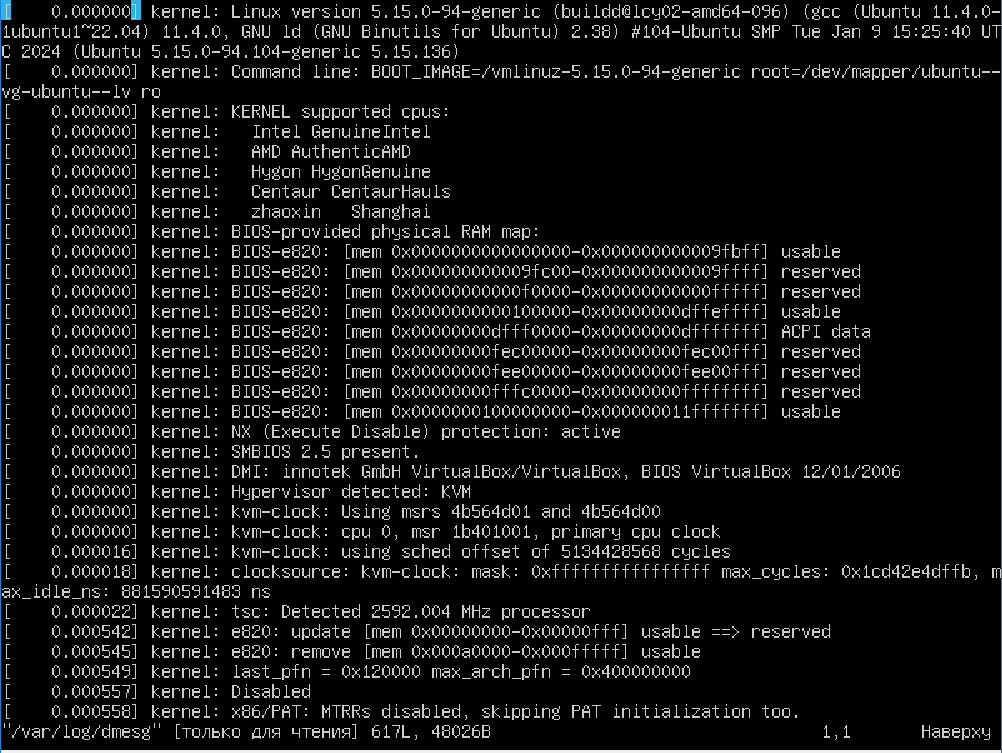 [    0.000000] kernel: Linux version 5.15.0-94-generic (buildd@lcy02-amd64-096) (gcc (Ubuntu 11.4.0-
1ubuntu1~22.04) 11.4.0, GNU ld (GNU Binutils for Ubuntu) 2.38) #104-Ubuntu SMP Tue Jan 9 15:25:40 UT
C 2024 (Ubuntu 5.15.0-94.104-generic 5.15.136)
[    0.000000] kernel: Command line: BOOT_IMAGE=/vmlinuz-5.15.0-94-generic root=/dev/mapper/ubuntu--
vg-ubuntu--lv ro
[    0.000000] kernel: KERNEL supported cpus:
[    0.000000] kernel:   Intel GenuineIntel
[    0.000000] kernel:   AMD AuthenticAMD
[    0.000000] kernel:   Hygon HygonGenuine
[    0.000000] kernel:   Centaur CentaurHauls
[    0.000000] kernel:   zhaoxin   Shanghai
[    0.000000] kernel: BIOS-provided physical RAM map:
[    0.000000] kernel: BIOS-e820: [mem 0x0000000000000000-0x000000000009fbff] usable
[    0.000000] kernel: BIOS-e820: [mem 0x000000000009fc00-0x000000000009ffff] reserved
[    0.000000] kernel: BIOS-e820: [mem 0x00000000000f0000-0x00000000000fffff] reserved
[    0.000000] kernel: BIOS-e820: [mem 0x0000000000100000-0x00000000dffeffff] usable
[    0.000000] kernel: BIOS-e820: [mem 0x00000000dfff0000-0x00000000dfffffff] ACPI data
[    0.000000] kernel: BIOS-e820: [mem 0x00000000fec00000-0x00000000fec00fff] reserved
[    0.000000] kernel: BIOS-e820: [mem 0x00000000fee00000-0x00000000fee00fff] reserved
[    0.000000] kernel: BIOS-e820: [mem 0x00000000fffc0000-0x00000000ffffffff] reserved
[    0.000000] kernel: BIOS-e820: [mem 0x0000000100000000-0x000000011fffffff] usable
[    0.000000] kernel: NX (Execute Disable) protection: active
[    0.000000] kernel: SMBIOS 2.5 present.
[    0.000000] kernel: DMI: innotek GmbH VirtualBox/VirtualBox, BIOS VirtualBox 12/01/2006
[    0.000000] kernel: Hypervisor detected: KVM
[    0.000000] kernel: kvm-clock: Using msrs 4b564d01 and 4b564d00
[    0.000000] kernel: kvm-clock: cpu 0, msr 1b401001, primary cpu clock
[    0.000016] kernel: kvm-clock: using sched offset of 5134428568 cycles
[    0.000018] kernel: clocksource: kvm-clock: mask: 0xffffffffffffffff max_cycles: 0x1cd42e4dffb, m
ax_idle_ns: 881590591483 ns
[    0.000022] kernel: tsc: Detected 2592.004 MHz processor
[    0.000542] kernel: e820: update [mem 0x00000000-0x00000fff] usable ==> reserved
[    0.000545] kernel: e820: remove [mem 0x000a0000-0x000fffff] usable
[    0.000549] kernel: last_pfn = 0x120000 max_arch_pfn = 0x400000000
[    0.000557] kernel: Disabled
[    0.000558] kernel: x86/PAT: MTRRs disabled, skipping PAT initialization too.
"/var/log/dmesg" [только для чтения] 617L, 48026B 1,1 Наверху